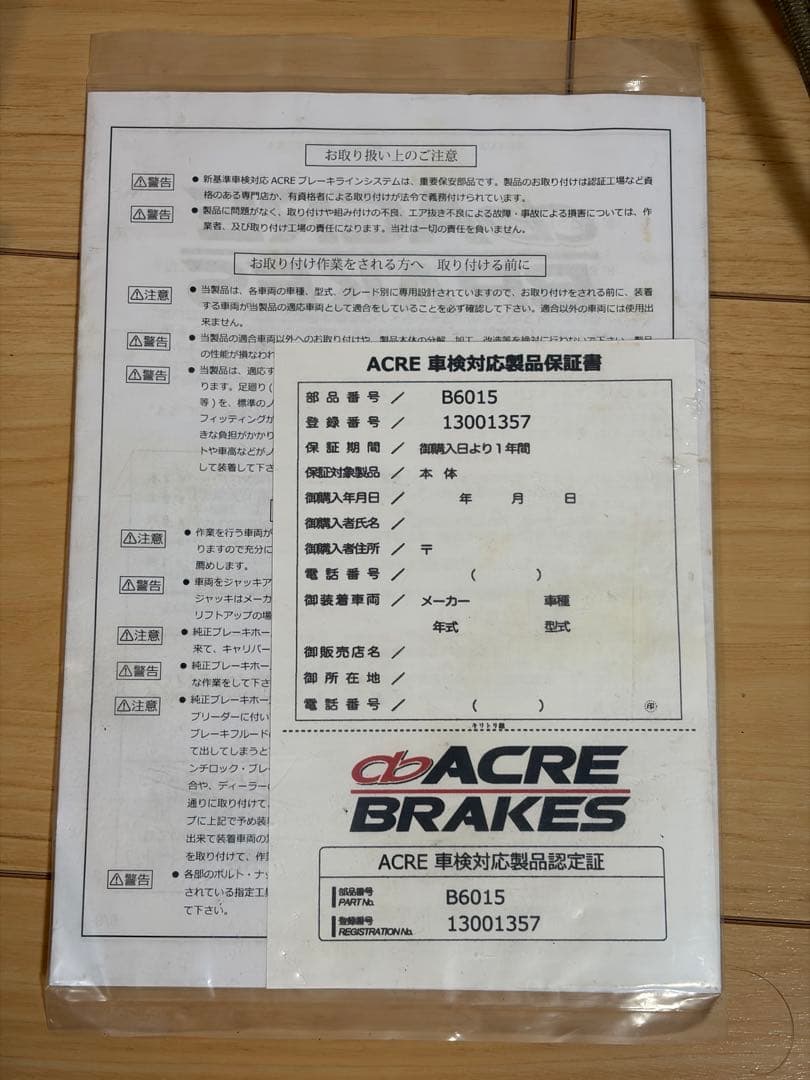 お取り扱い上のご注意
⚠警告 ● 新基準車検対応 ACRE ブレーキラインシステムは、重要保安部品です。製品のお取り付けは認証工場など資
格のある専門店か、有資格者による取り付けが法令で義務付けられています。
⚠警告 ● 製品に問題がなく、取り付けや組み付けの不良、エア抜き不良による故障・事故による損害については、作
業者、及び取り付け工場の責任になります。当社は一切の責任を負いません。
お取り付け作業をされる方へ 取り付ける前に
⚠注意 ● 当製品は、各車両の車種、型式、グレード別に専用設計されていますので、お取り付けをされる前に、装着
する車両が当製品の適応車両として適合をしていることを必ず確認して下さい。適合以外の車両には使用出
来ません。
⚠警告 ● 当製品の適合車両以外へのお取り付けや、製品本体の分解、加工、改造等を絶対に行わないで下さい。製品
の性能が損なわれ
⚠警告 ● 当製品は、適応す
ります。足廻り(
等)を、標準のノ
フィッティングが
きな負担がかかり
トや車高などがノ
して装着して下さ
⚠注意 ● 作業を行う車両が
りますので充分に
薦めします。
⚠警告 ● 車両をジャッキア
ジャッキはメーカ
リフトアップの場
⚠注意 ● 純正ブレーキホー
来て、キャリパー
⚠警告 ● 純正ブレーキホー
な作業をして下さ
⚠注意 ● 純正ブレーキホー
ブリーダーに付い
ブレーキフルード
て出してしまうと
ンチロック・ブレ
合や、ディーラー
通りに取り付けて、
プに上記で予め装
出来て装着車両の
を取り付けて、作
⚠警告 ● 各部のボルト・ナッ
されている指定工具
て下さい。
ACRE 車検対応製品保証書
部品番号 / B6015
登録番号 / 13001357
保証期間 / 御購入日より1年間
保証対象製品 / 本 体
御購入年月日 / 年 月 日
御購入者氏名 /
御購入者住所 / 〒
電話番号 / ( )
御装着車両 / メーカー 車種
年式 型式
御販売店名 /
御所在地 /
電話番号 / ( ) ㊞
キリトリ線
ACRE
BRAKES
ACRE 車検対応製品認定証
部品番号
PART No. B6015
登録番号
REGISTRATION No. 13001357